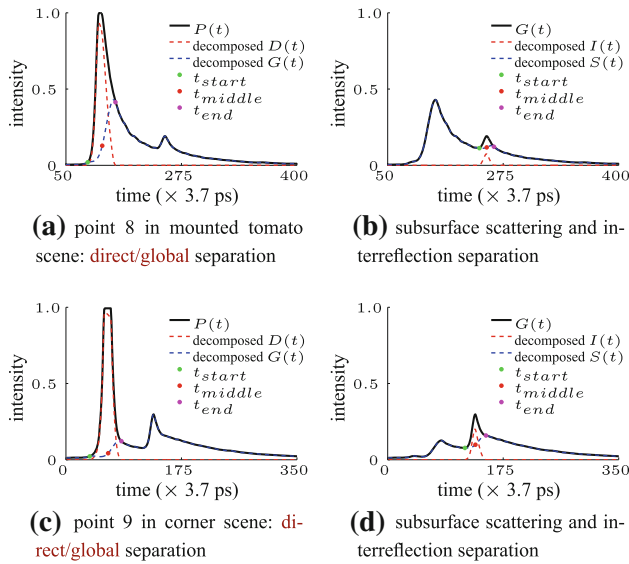 1.0
0.5
0
intensity
P(t)
decomposed D(t)
decomposed G(t)
t_start
t_middle
t_end
50 275 400
time (× 3.7 ps)
(a) point 8 in mounted tomato
scene: direct/global separation
1.0
0.5
0
intensity
G(t)
decomposed I(t)
decomposed S(t)
t_start
t_middle
t_end
50 275 400
time (× 3.7 ps)
(b) subsurface scattering and in-
terreflection separation
1.0
0.5
0
intensity
P(t)
decomposed D(t)
decomposed G(t)
t_start
t_middle
t_end
0 175 350
time (× 3.7 ps)
(c) point 9 in corner scene: di-
rect/global separation
1.0
0.5
0
intensity
G(t)
decomposed I(t)
decomposed S(t)
t_start
t_middle
t_end
0 175 350
time (× 3.7 ps)
(d) subsurface scattering and in-
terreflection separation